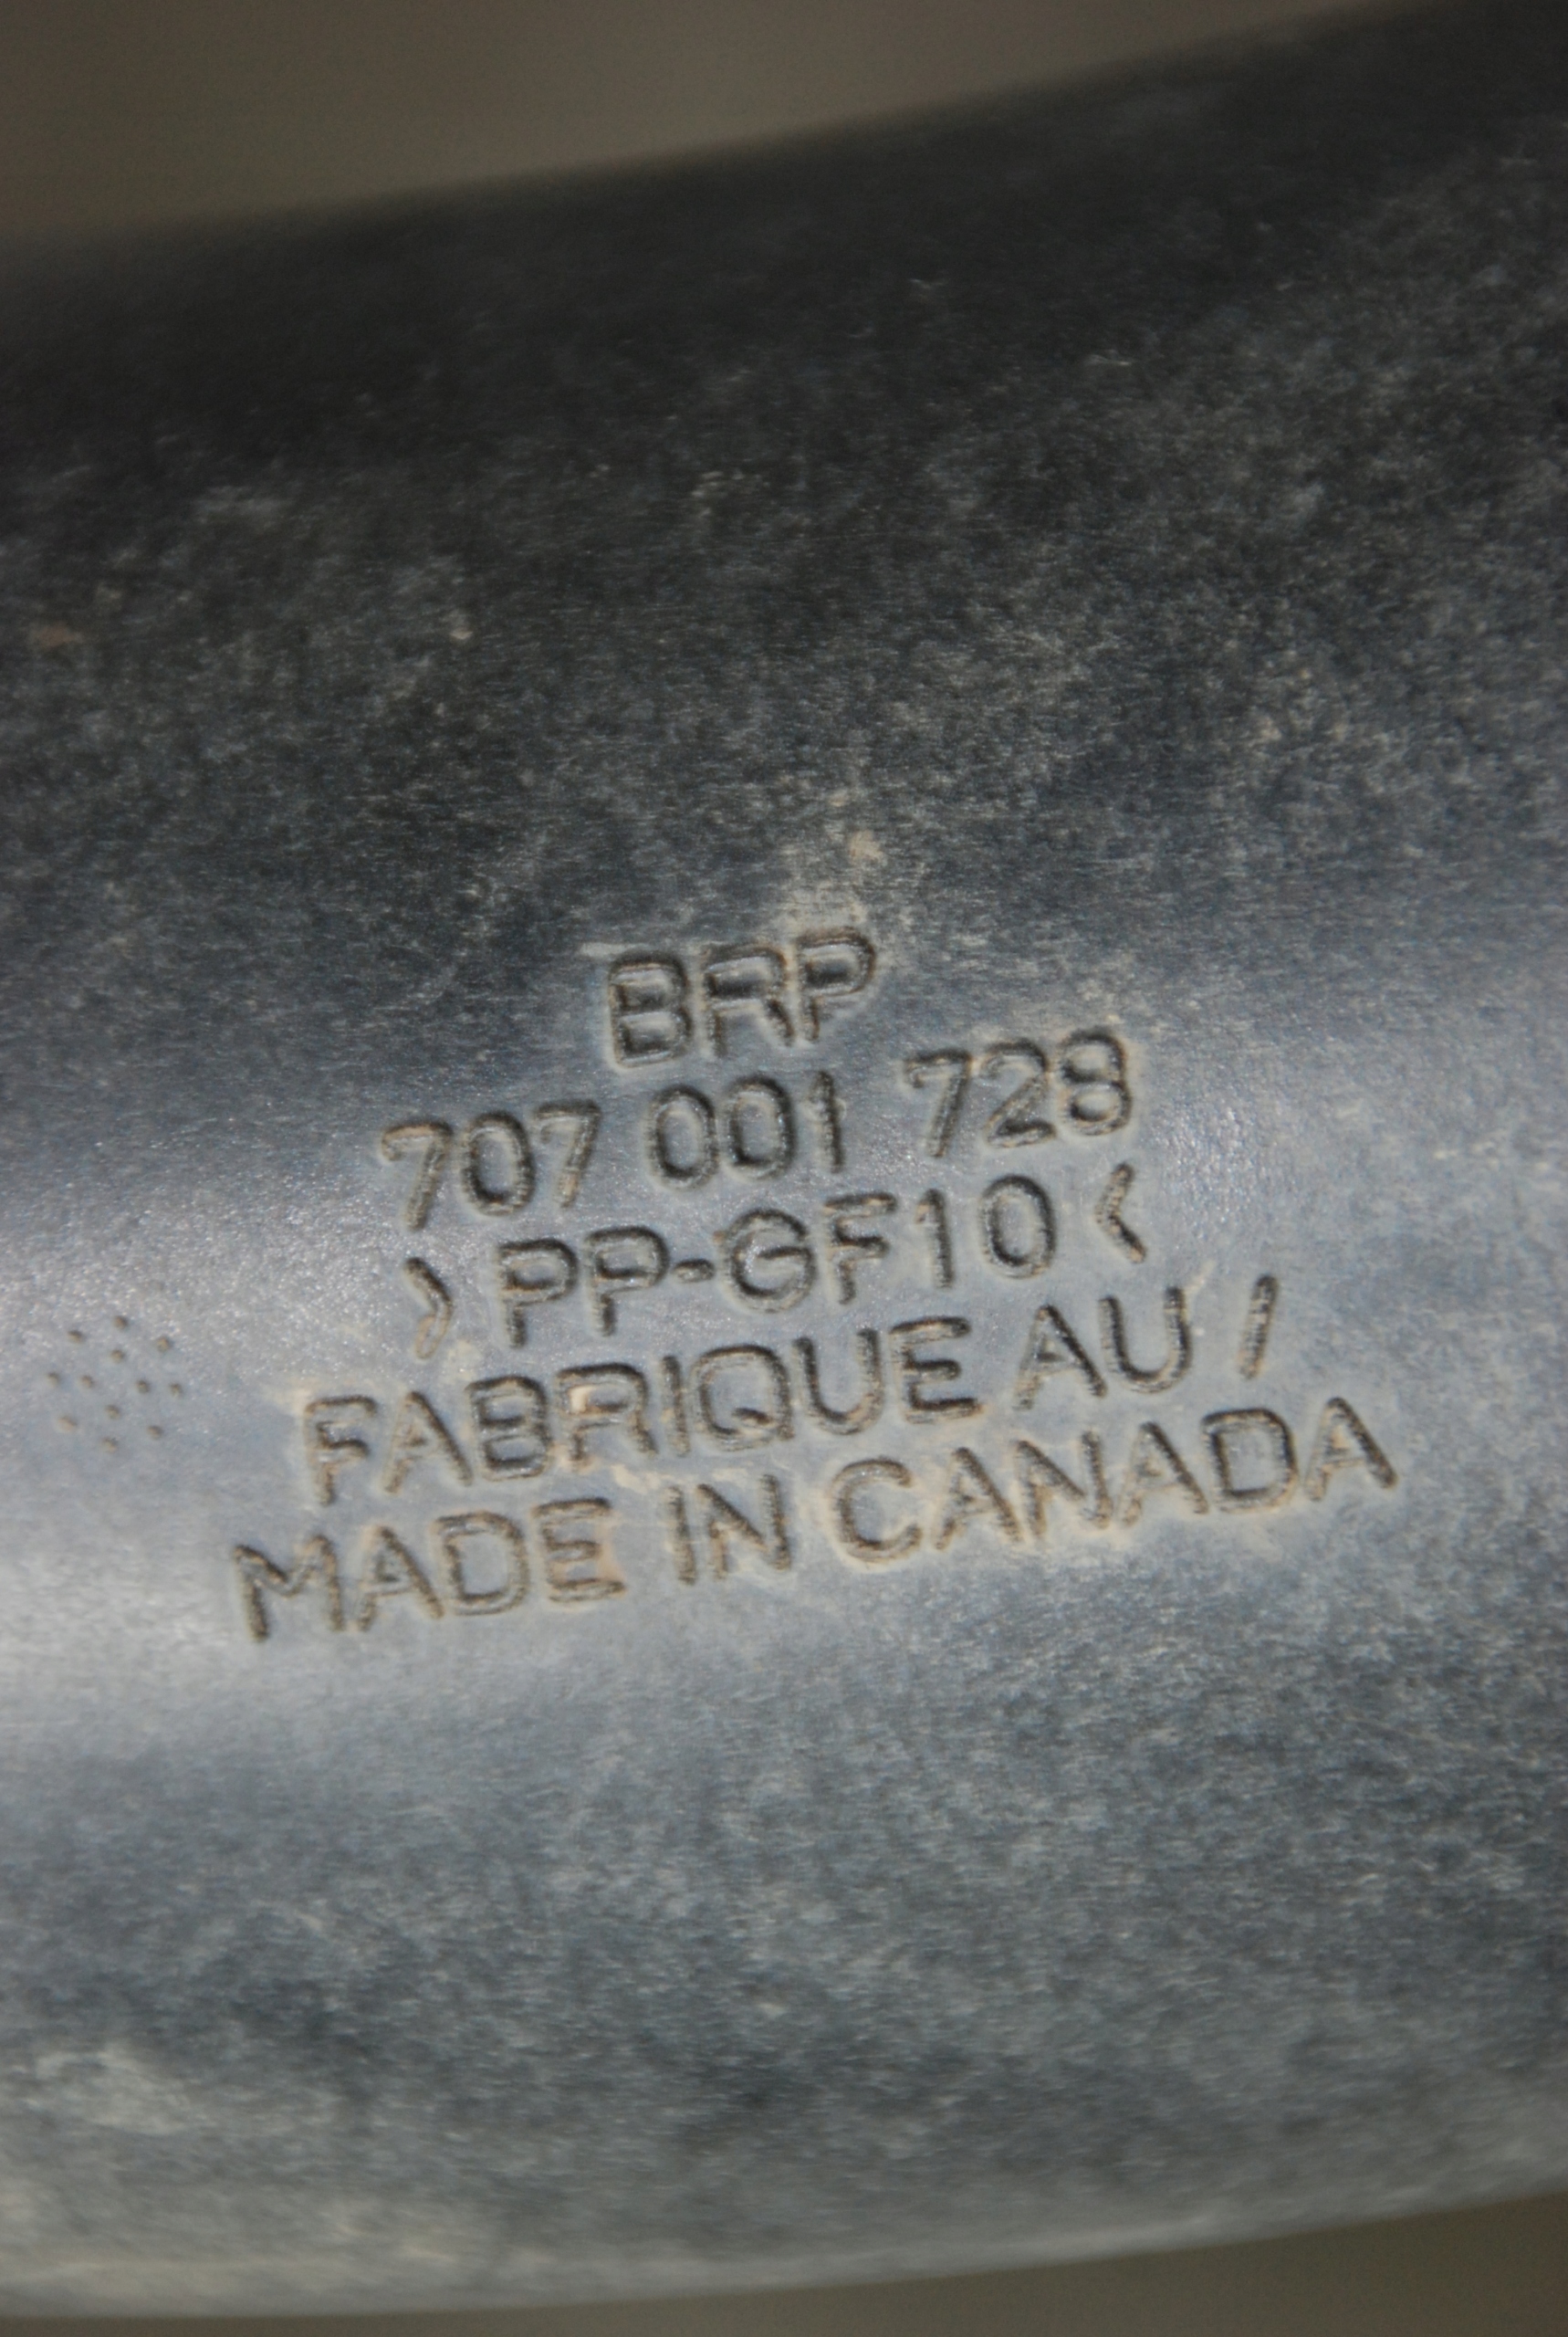 BRP
707 001 728
>PP-GF10<
FABRIQUE AU /
MADE IN CANADA